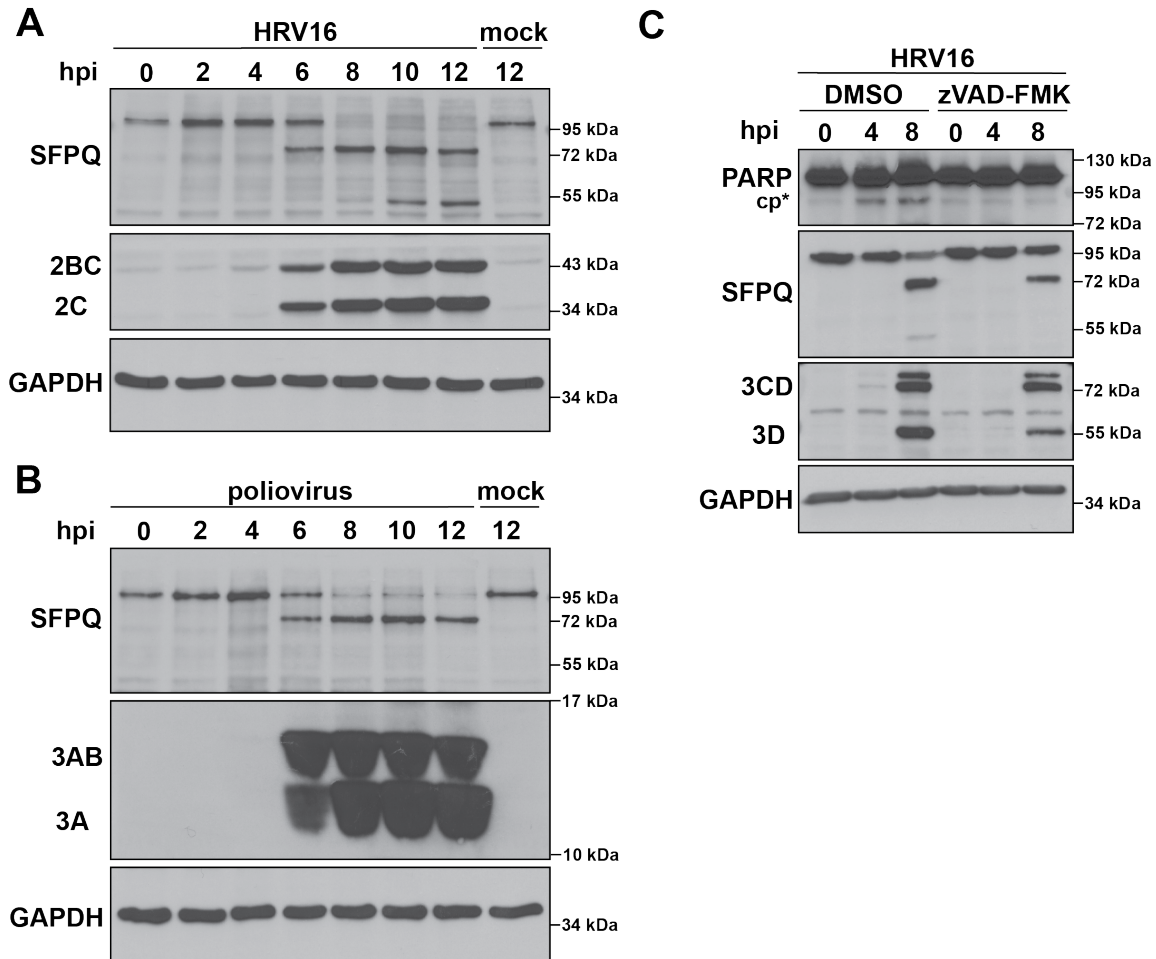 A
HRV16 mock
hpi 0 2 4 6 8 10 12 12
SFPQ
95 kDa
72 kDa
55 kDa
2BC
2C
43 kDa
34 kDa
GAPDH
34 kDa
B
poliovirus mock
hpi 0 2 4 6 8 10 12 12
SFPQ
95 kDa
72 kDa
55 kDa
17 kDa
3AB
3A
10 kDa
GAPDH
34 kDa
C
HRV16
DMSO zVAD-FMK
hpi 0 4 8 0 4 8
PARP
cp*
130 kDa
95 kDa
72 kDa
SFPQ
95 kDa
72 kDa
55 kDa
3CD
3D
72 kDa
55 kDa
GAPDH
34 kDa